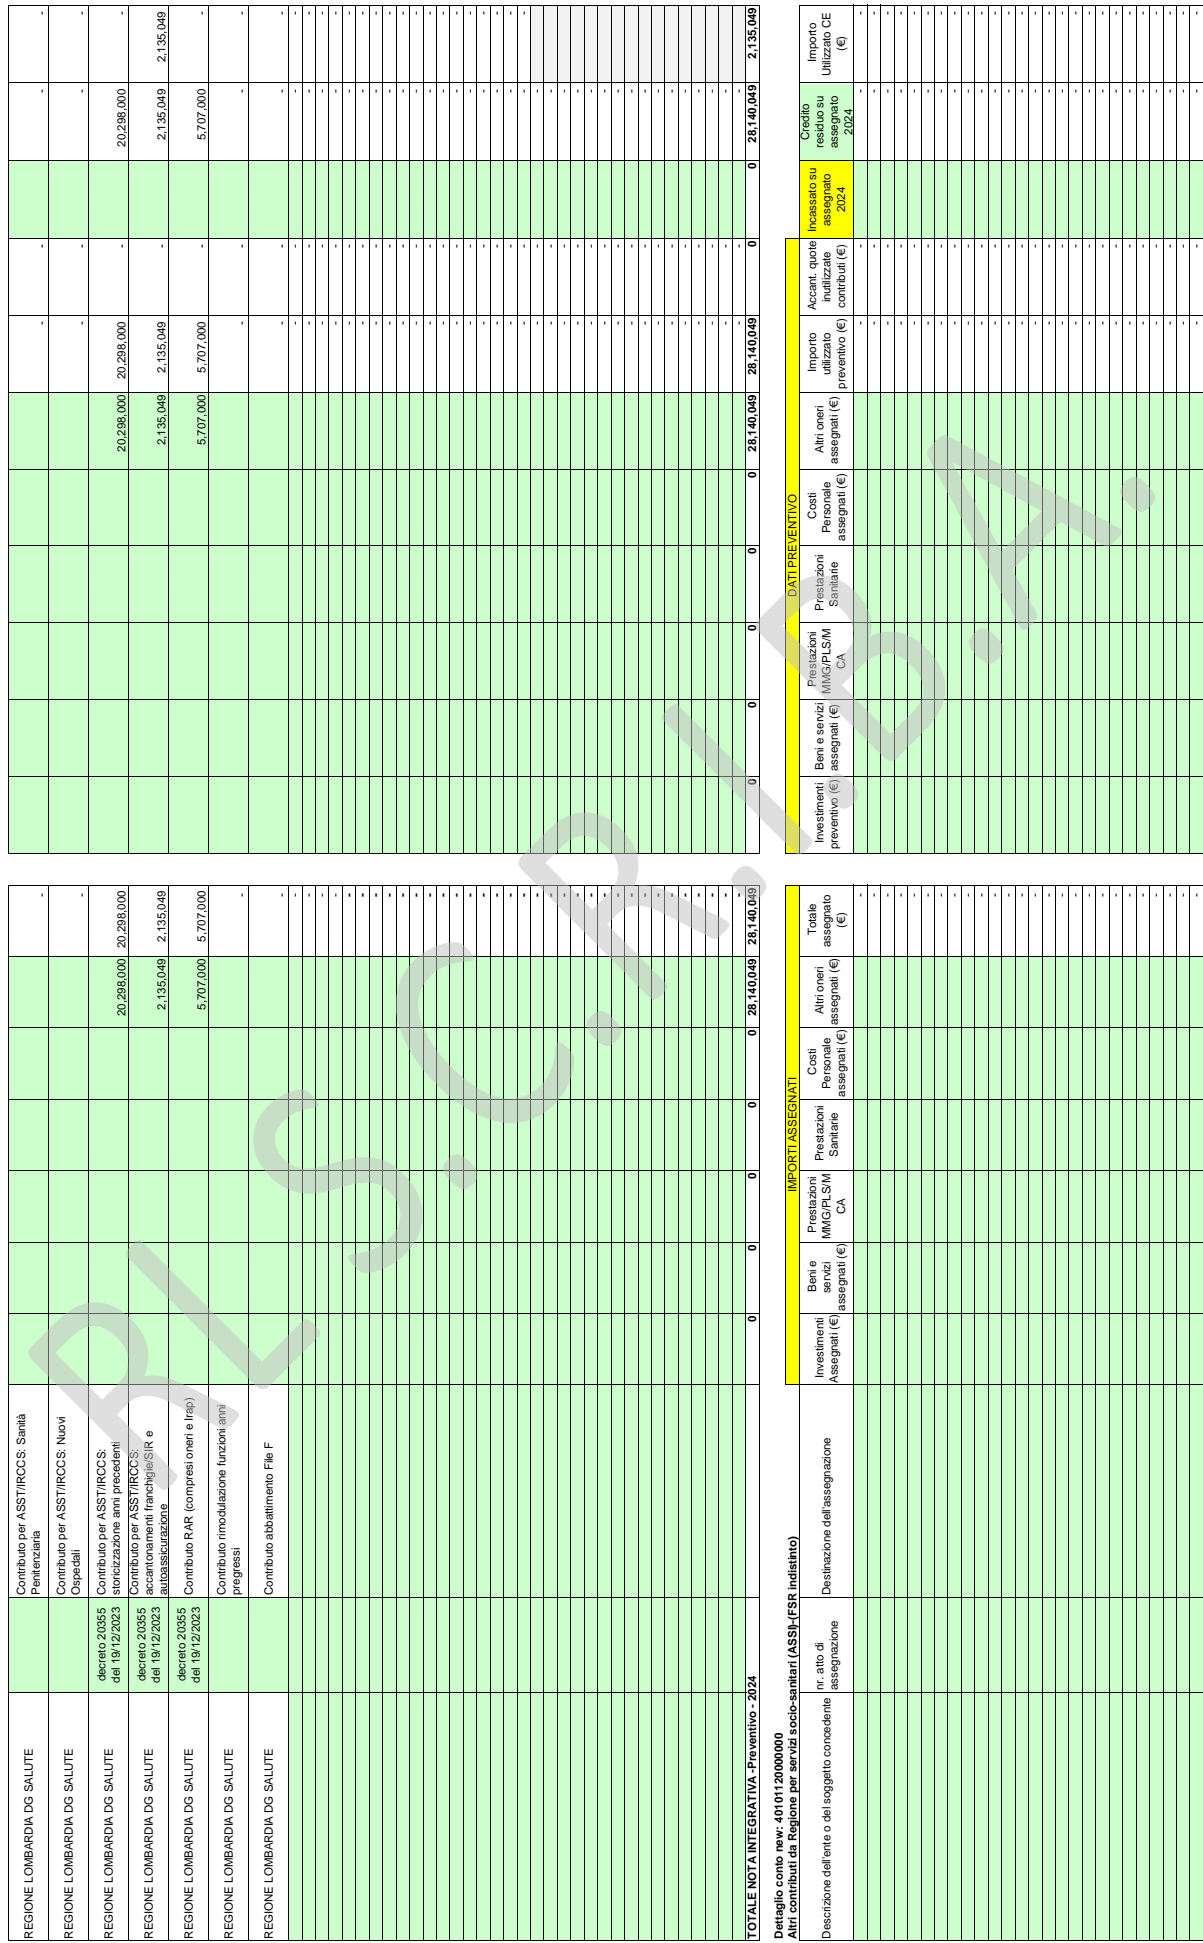 REGIONE LOMBARDIA DG SALUTE Contributo per ASST/IRCCS: Sanità Penitenziaria - - - - -
REGIONE LOMBARDIA DG SALUTE Contributo per ASST/IRCCS: Nuovi Ospedali - - - - -
REGIONE LOMBARDIA DG SALUTE decreto 20355 del 19/12/2023 Contributo per ASST/IRCCS: storicizzazione anni precedenti 20,298,000 20,298,000 20,298,000 20,298,000 - 20,298,000 -
REGIONE LOMBARDIA DG SALUTE decreto 20355 del 19/12/2023 Contributo per ASST/IRCCS: accantonamenti franchigie/SIR e autoassicurazione 2,135,049 2,135,049 2,135,049 2,135,049 - 2,135,049 2,135,049
REGIONE LOMBARDIA DG SALUTE decreto 20355 del 19/12/2023 Contributo RAR (compresi oneri e Irap) 5,707,000 5,707,000 5,707,000 5,707,000 - 5,707,000 -
REGIONE LOMBARDIA DG SALUTE Contributo rimodulazione funzioni anni pregressi - - - - -
REGIONE LOMBARDIA DG SALUTE Contributo abbattimento File F - - - - -
TOTALE NOTA INTEGRATIVA -Preventivo - 2024 0 0 0 0 0 28,140,049 28,140,049 0 0 0 0 0 28,140,049 28,140,049 0 0 28,140,049 2,135,049
Dettaglio conto new: 40101120000000
Altri contributi da Regione per servizi socio-sanitari (ASSI)-(FSR indistinto)
IMPORTI ASSEGNATI DATI PREVENTIVO
Descrizione dell'ente o del soggetto concedente
nr. atto di assegnazione
Destinazione dell'assegnazione
Investimenti Assegnati (€)
Beni e servizi assegnati (€)
Prestazioni MMG/PLS/M CA
Prestazioni Sanitarie
Costi Personale assegnati (€)
Altri oneri assegnati (€)
Totale assegnato (€)
Investimenti preventivo (€)
Beni e servizi assegnati (€)
Prestazioni MMG/PLS/M CA
Prestazioni Sanitarie
Costi Personale assegnati (€)
Altri oneri assegnati (€)
Importo utilizzato preventivo (€)
Accant. quote inutilizzate contributi (€)
Incassato su assegnato 2024
Credito residuo su assegnato 2024
Importo Utilizzato CE (€)
RL S.C.R.I.B.A.